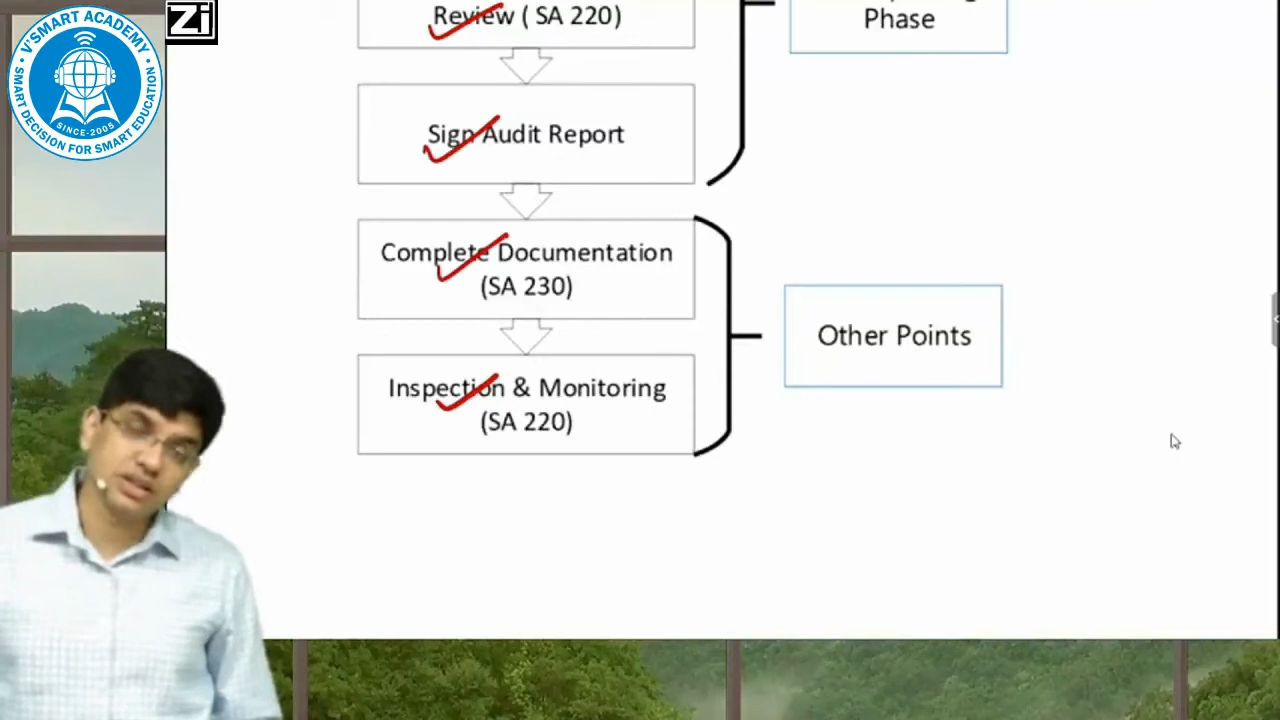 V'SMART ACADEMY
SMART DECISION FOR SMART EDUCATION
SINCE-2005
Zi
Review ( SA 220)
Phase
Sign Audit Report
Complete Documentation
(SA 230)
Other Points
Inspection & Monitoring
(SA 220)